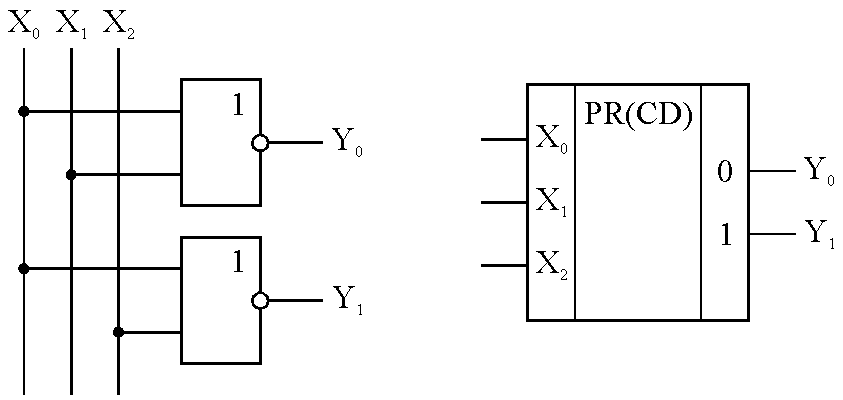 X₀ X₁ X₂
1
Y₀
1
Y₁
PR(CD)
X₀
X₁
X₂
0
Y₀
1
Y₁